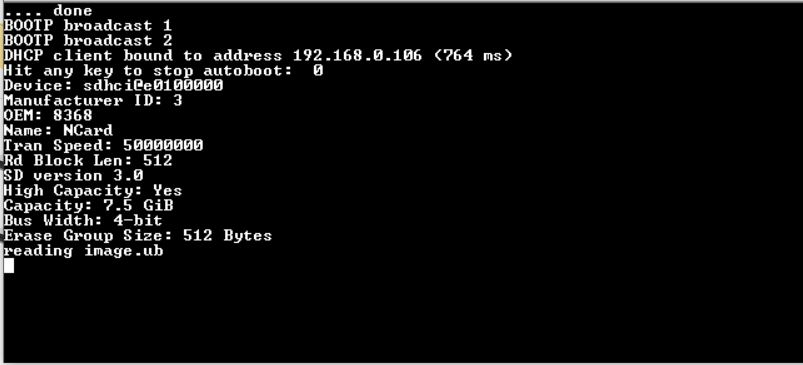 .... done
BOOTP broadcast 1
BOOTP broadcast 2
DHCP client bound to address 192.168.0.106 (764 ms)
Hit any key to stop autoboot:  0
Device: sdhci@e0100000
Manufacturer ID: 3
OEM: 8368
Name: NCard
Tran Speed: 50000000
Rd Block Len: 512
SD version 3.0
High Capacity: Yes
Capacity: 7.5 GiB
Bus Width: 4-bit
Erase Group Size: 512 Bytes
reading image.ub